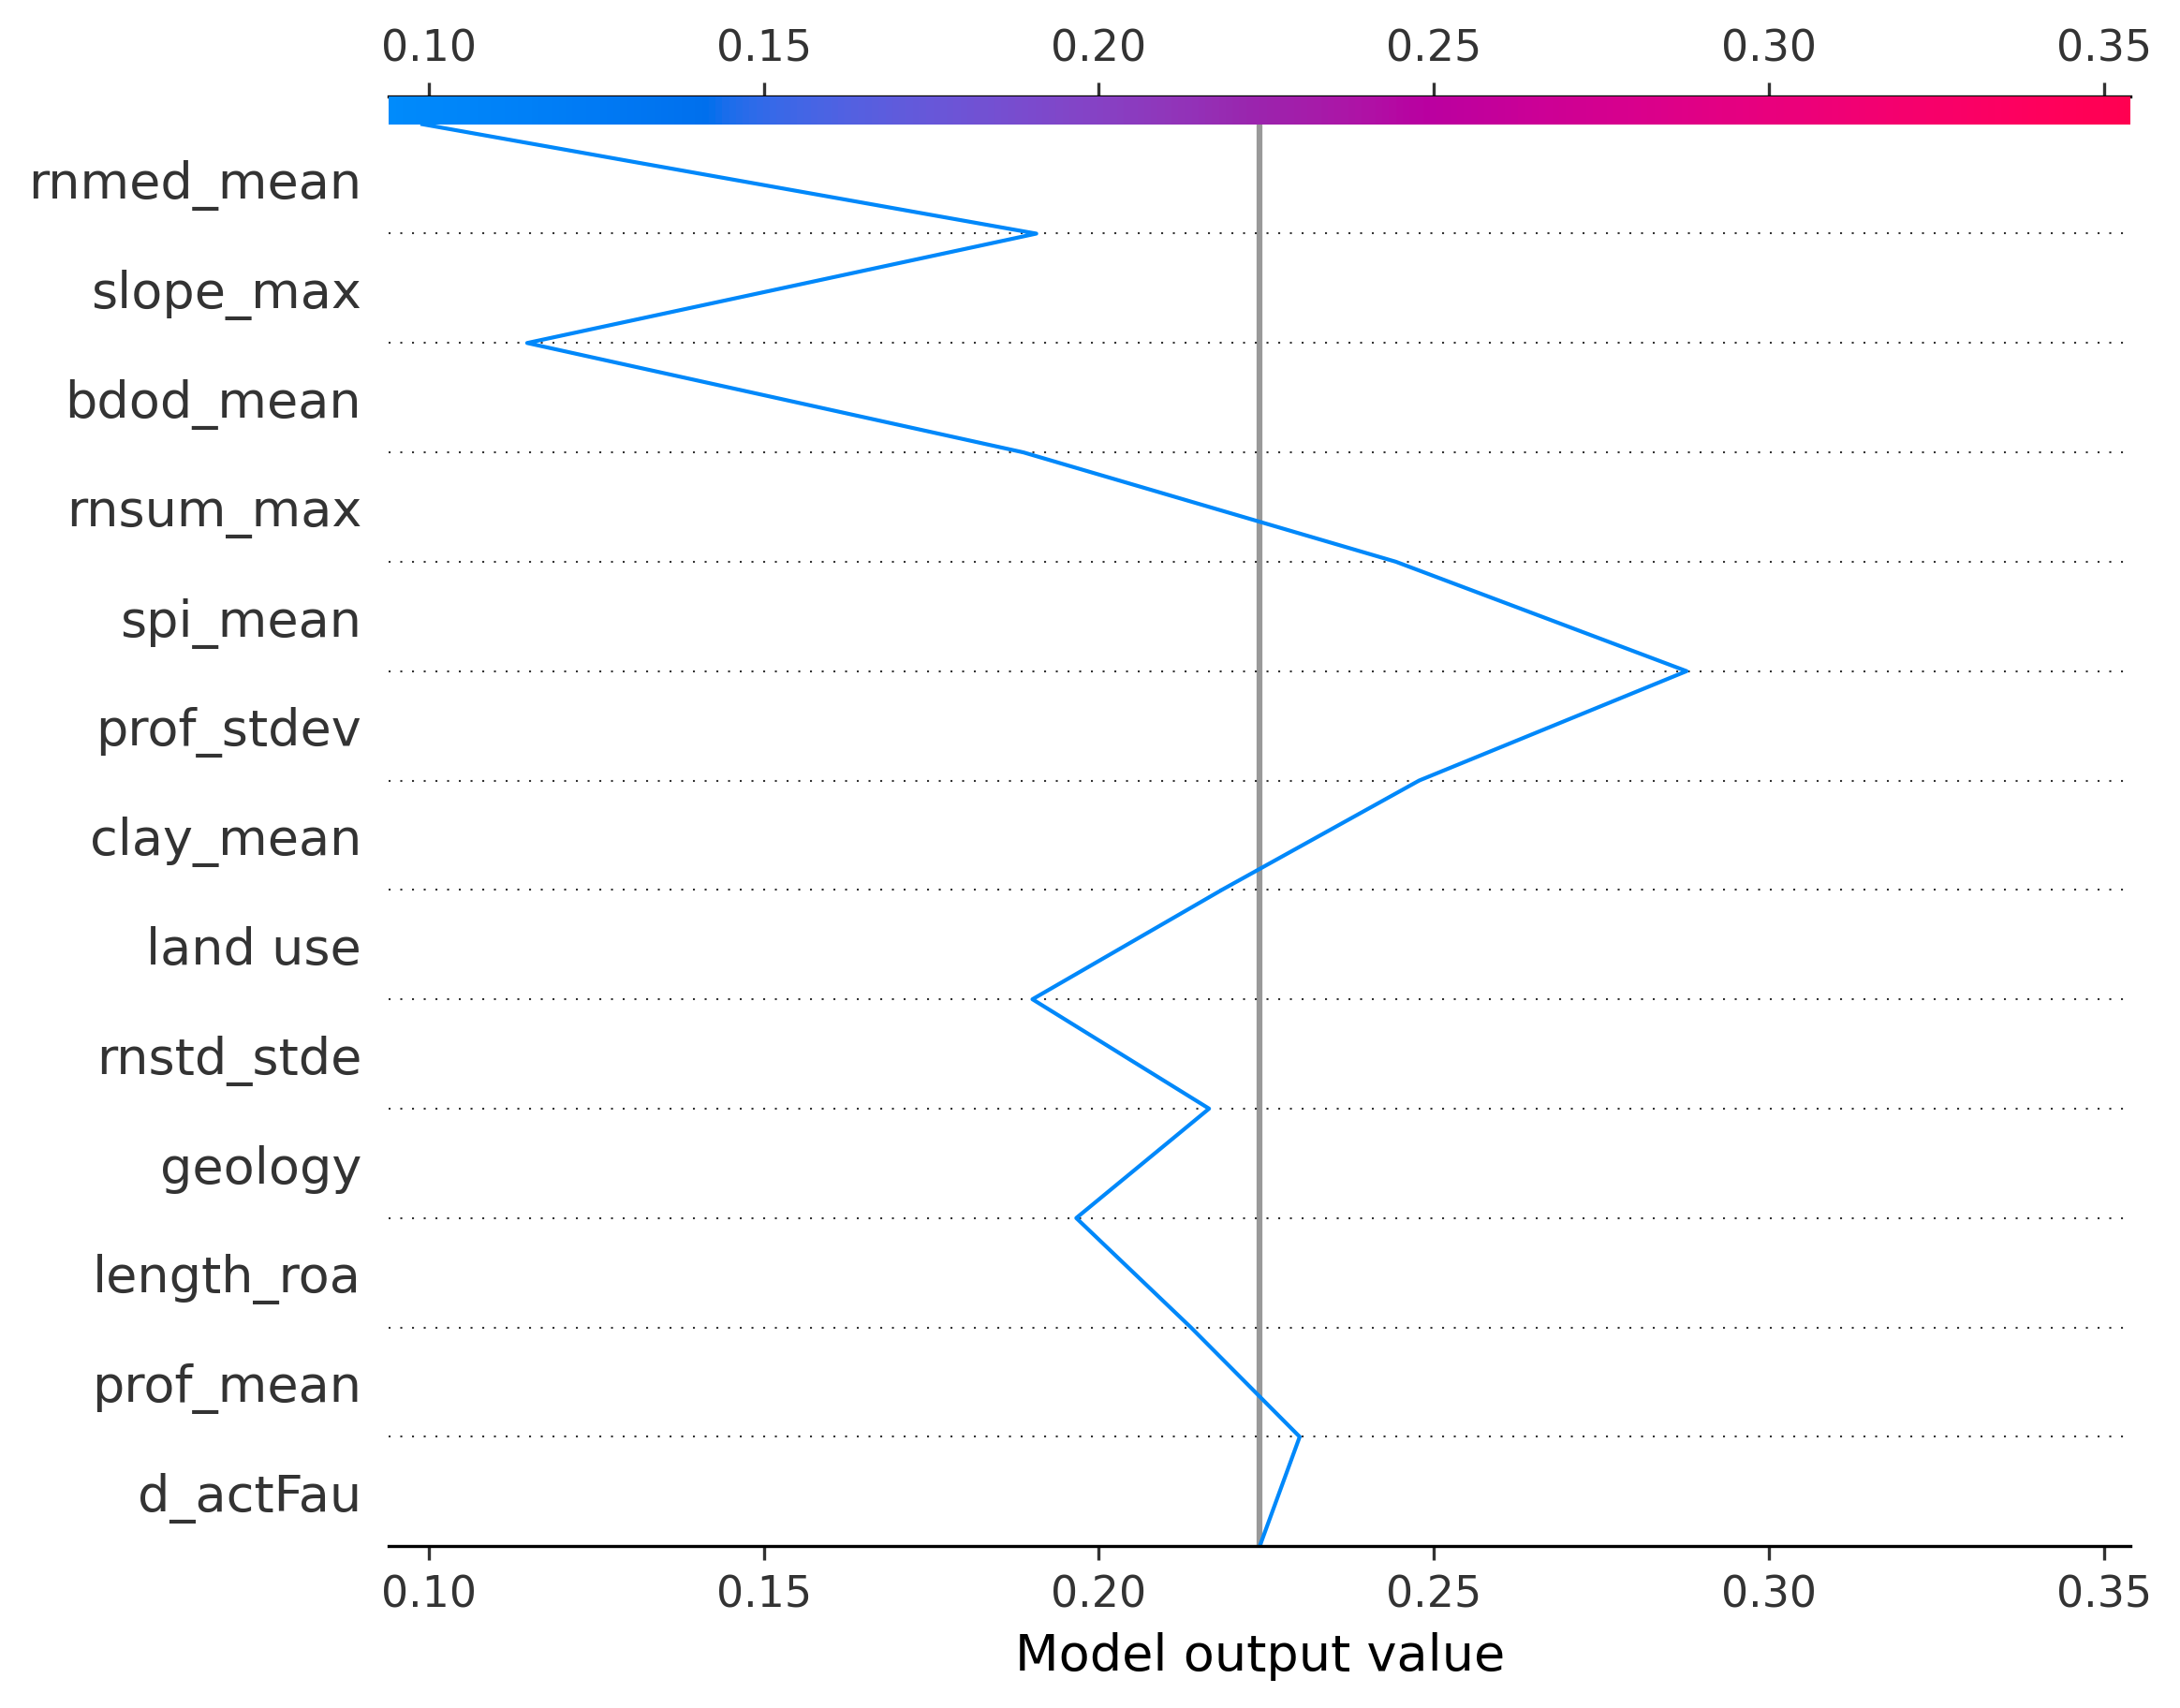 0.10 0.15 0.20 0.25 0.30 0.35
rnmed_mean
slope_max
bdod_mean
rnsum_max
spi_mean
prof_stdev
clay_mean
land use
rnstd_stde
geology
length_roa
prof_mean
d_actFau
0.10 0.15 0.20 0.25 0.30 0.35
Model output value